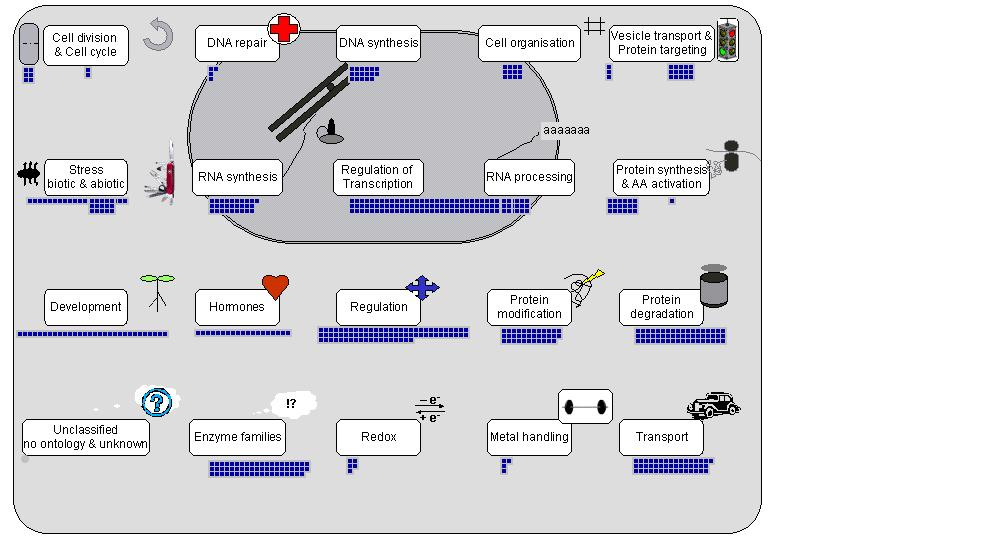 Cell division
& Cell cycle
DNA repair
DNA synthesis
Cell organisation
Vesicle transport &
Protein targeting
aaaaaaa
Stress
biotic & abiotic
RNA synthesis
Regulation of
Transcription
RNA processing
Protein synthesis
& AA activation
Development
Hormones
Regulation
Protein
modification
Protein
degradation
?
!?
– e-
+ e-
Unclassified
no ontology & unknown
Enzyme families
Redox
Metal handling
Transport